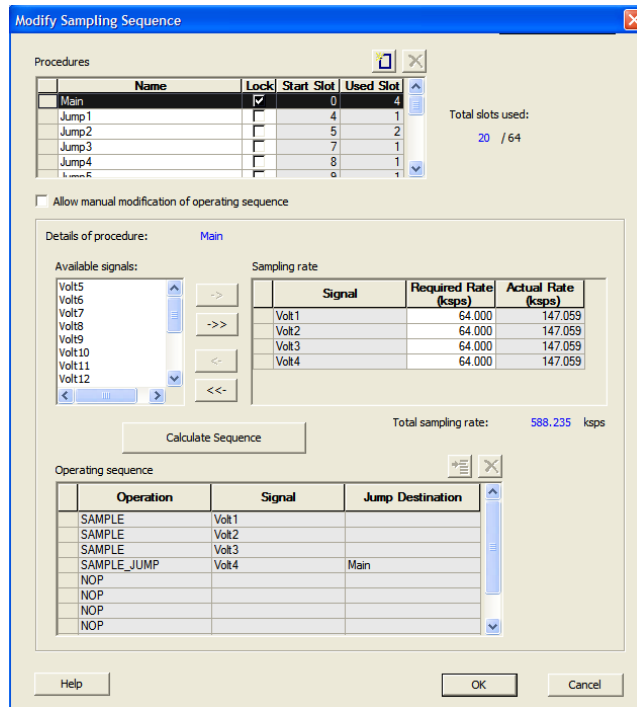 Modify Sampling Sequence
Procedures
Name Lock Start Slot Used Slot
Main 0 4
Jump1 4 1
Jump2 5 2
Jump3 7 1
Jump4 8 1
Jump5 9 1
Total slots used:
20 / 64
Allow manual modification of operating sequence
Details of procedure: Main
Available signals:
Volt5
Volt6
Volt7
Volt8
Volt9
Volt10
Volt11
Volt12
->
->>
<-
<<-
Sampling rate
Signal Required Rate (ksps) Actual Rate (ksps)
Volt1 64.000 147.059
Volt2 64.000 147.059
Volt3 64.000 147.059
Volt4 64.000 147.059
Total sampling rate: 588.235 ksps
Calculate Sequence
Operating sequence
Operation Signal Jump Destination
SAMPLE Volt1
SAMPLE Volt2
SAMPLE Volt3
SAMPLE_JUMP Volt4 Main
NOP
NOP
NOP
NOP
Help OK Cancel